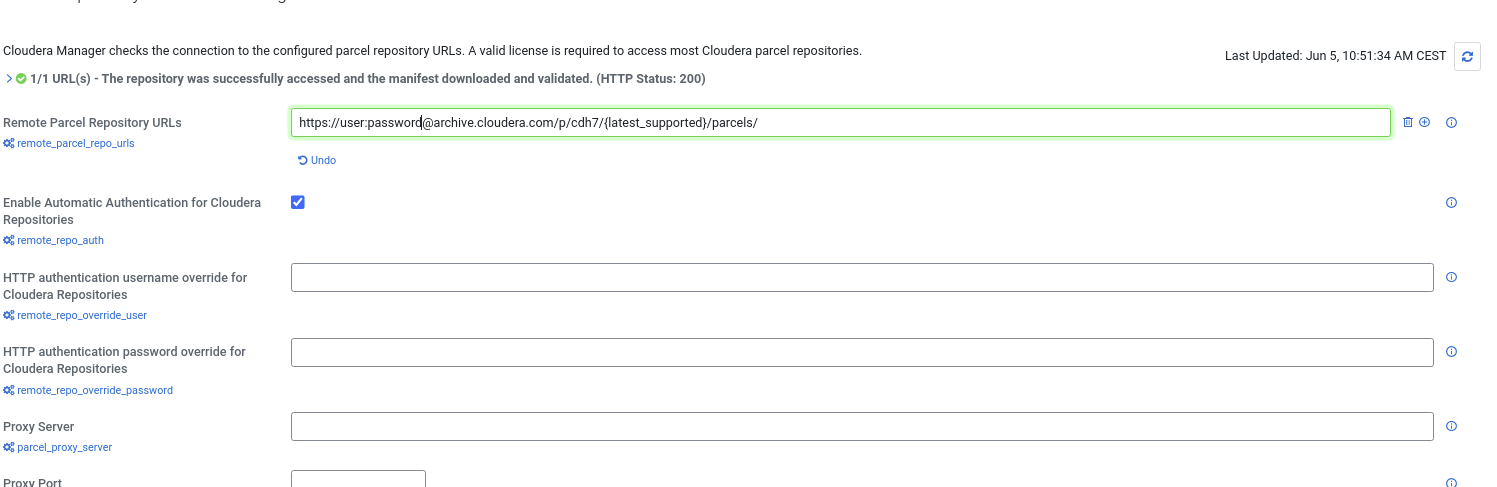 Cloudera Manager checks the connection to the configured parcel repository URLs. A valid license is required to access most Cloudera parcel repositories.
Last Updated: Jun 5, 10:51:34 AM CEST
1/1 URL(s) - The repository was successfully accessed and the manifest downloaded and validated. (HTTP Status: 200)
Remote Parcel Repository URLs
https://user:password@archive.cloudera.com/p/cdh7/{latest_supported}/parcels/
remote_parcel_repo_urls
Undo
Enable Automatic Authentication for Cloudera
Repositories
remote_repo_auth
HTTP authentication username override for
Cloudera Repositories
remote_repo_override_user
HTTP authentication password override for
Cloudera Repositories
remote_repo_override_password
Proxy Server
parcel_proxy_server
Proxy Port